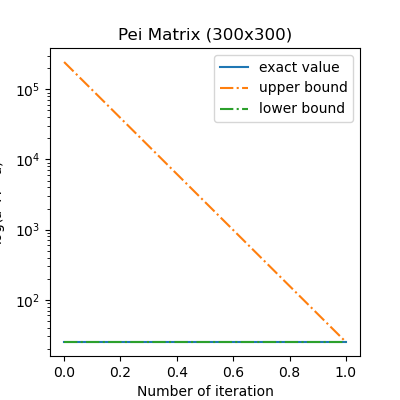 Pei Matrix (300x300)
exact value
upper bound
lower bound
10^5
10^4
10^3
10^2
0.0 0.2 0.4 0.6 0.8 1.0
Number of iteration